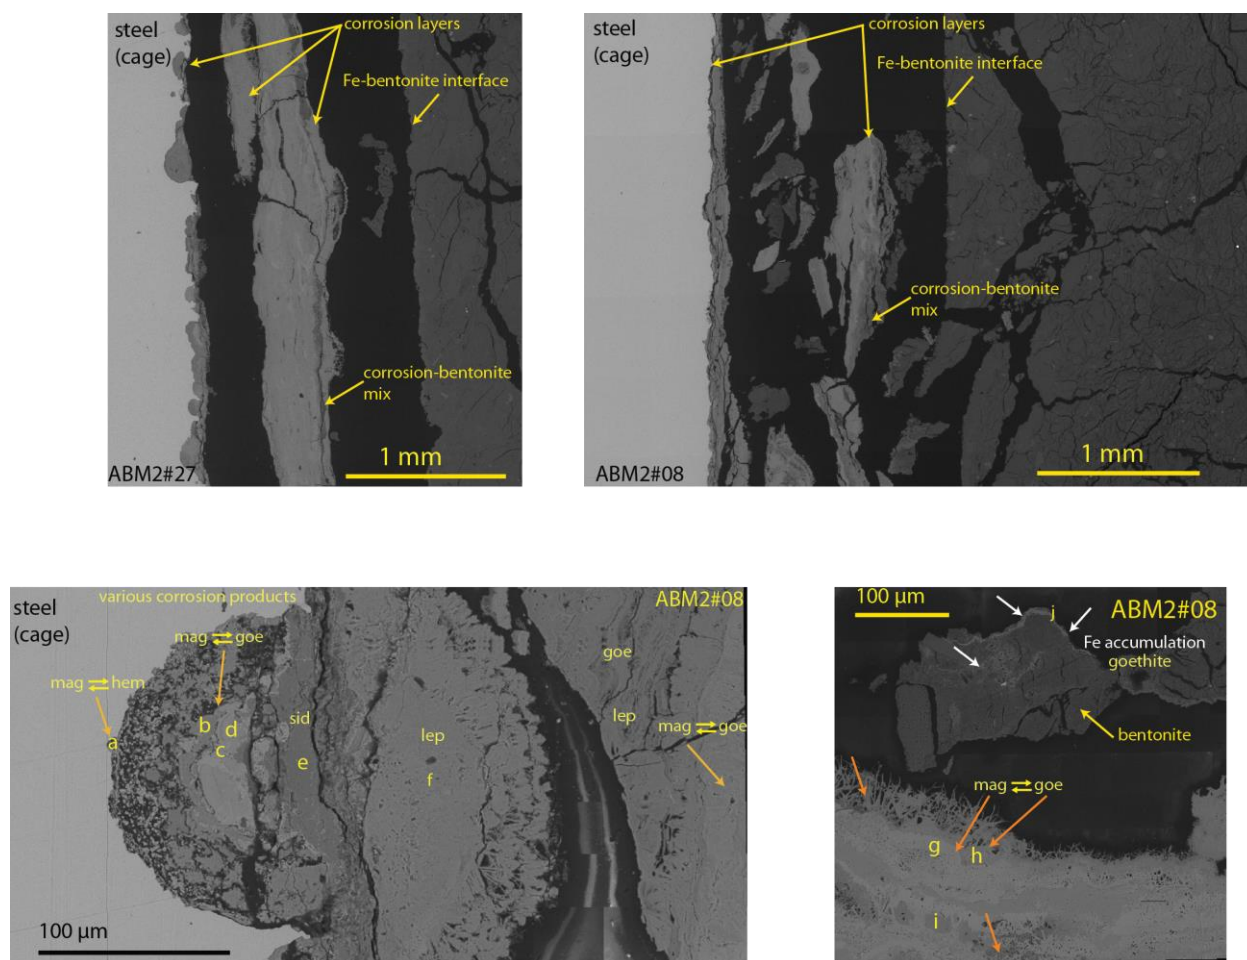 steel
(cage)
corrosion layers
Fe-bentonite interface
corrosion-bentonite
mix
1 mm
ABM2#27
steel
(cage)
corrosion layers
Fe-bentonite interface
corrosion-bentonite
mix
1 mm
ABM2#08
steel
(cage)
various corrosion products
ABM2#08
mag ⇄ goe
mag ⇄ hem
a
b
d
c
sid
e
lep
f
goe
lep
mag ⇄ goe
100 µm
100 µm
ABM2#08
j
Fe accumulation
goethite
bentonite
mag ⇄ goe
g
h
i